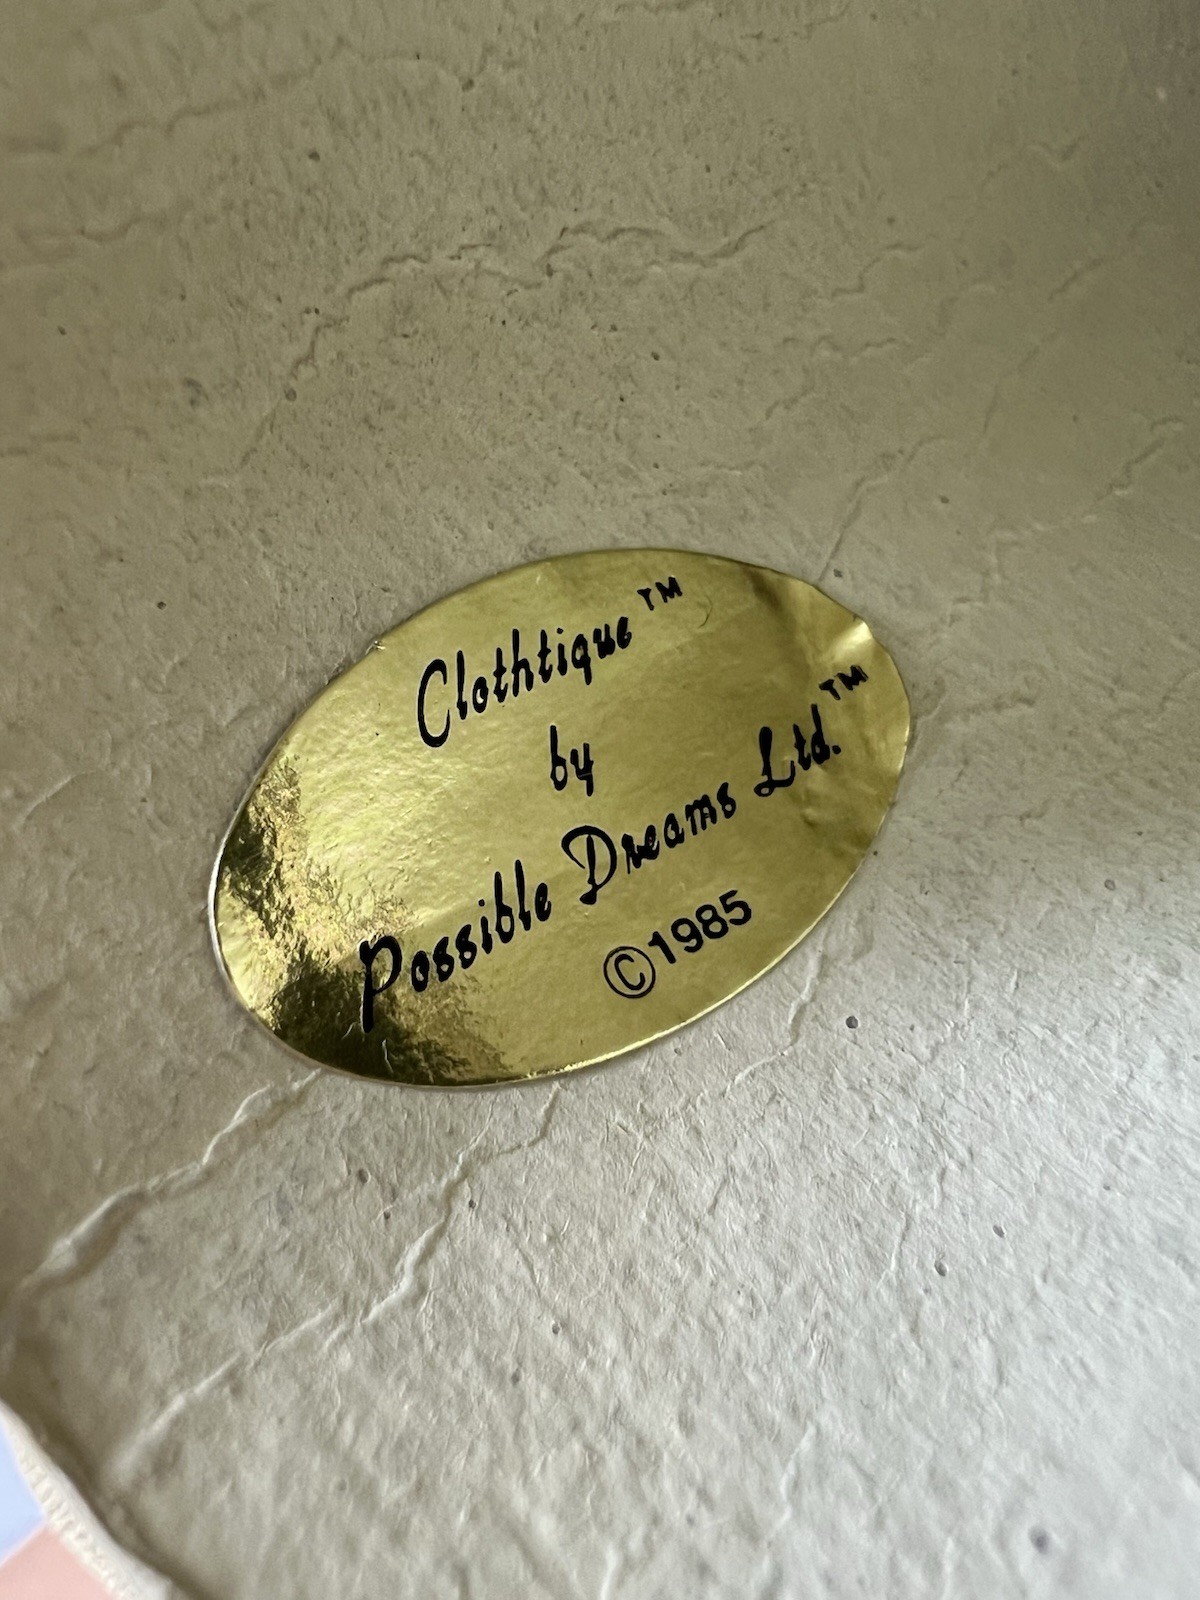 Clothtique™
by
Possible Dreams Ltd.™
©1985